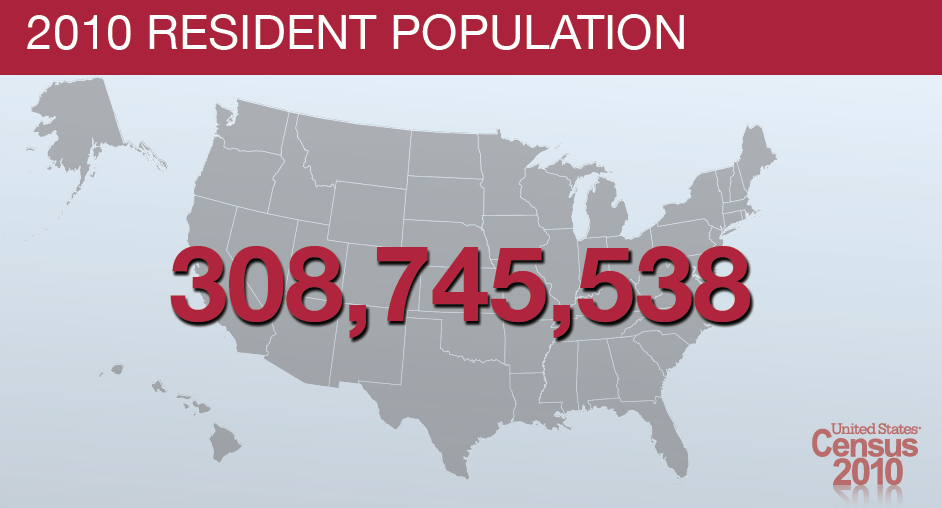 2010 RESIDENT POPULATION
308,745,538
United States®
Census
2010